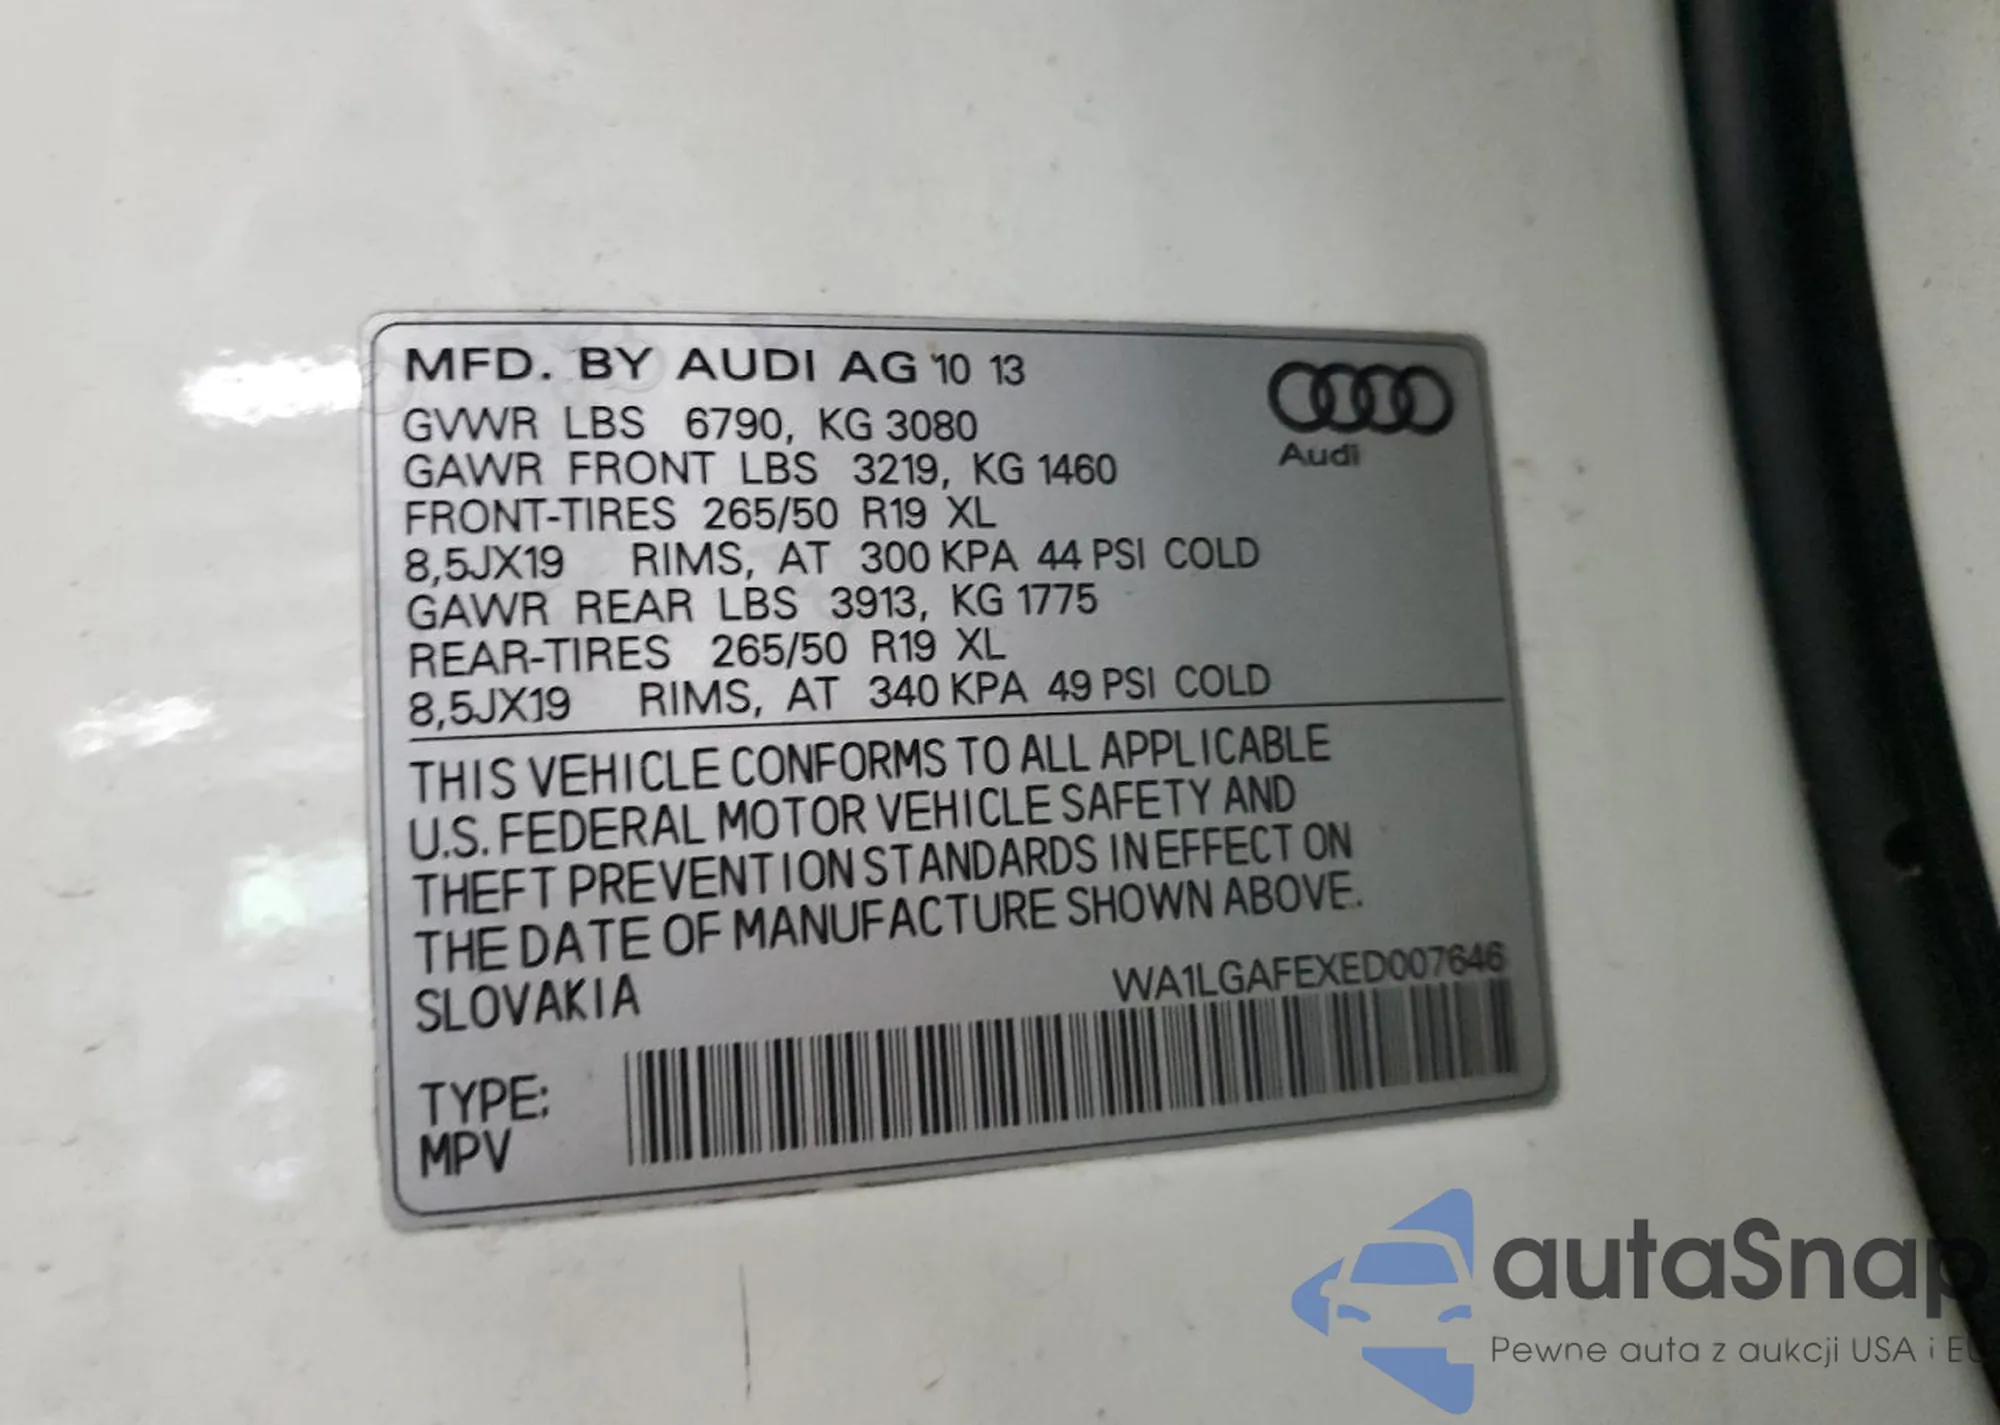 MFD. BY AUDI AG 10 13
GVWR LBS 6790, KG 3080
GAWR FRONT LBS 3219, KG 1460
FRONT-TIRES 265/50 R19 XL
8,5JX19 RIMS, AT 300 KPA 44 PSI COLD
GAWR REAR LBS 3913, KG 1775
REAR-TIRES 265/50 R19 XL
8,5JX19 RIMS, AT 340 KPA 49 PSI COLD
Audi
THIS VEHICLE CONFORMS TO ALL APPLICABLE
U.S. FEDERAL MOTOR VEHICLE SAFETY AND
THEFT PREVENTION STANDARDS IN EFFECT ON
THE DATE OF MANUFACTURE SHOWN ABOVE.
SLOVAKIA
WA1LGAFEXED007646
TYPE:
MPV
autaSnap
Pewne auta z aukcji USA i EU